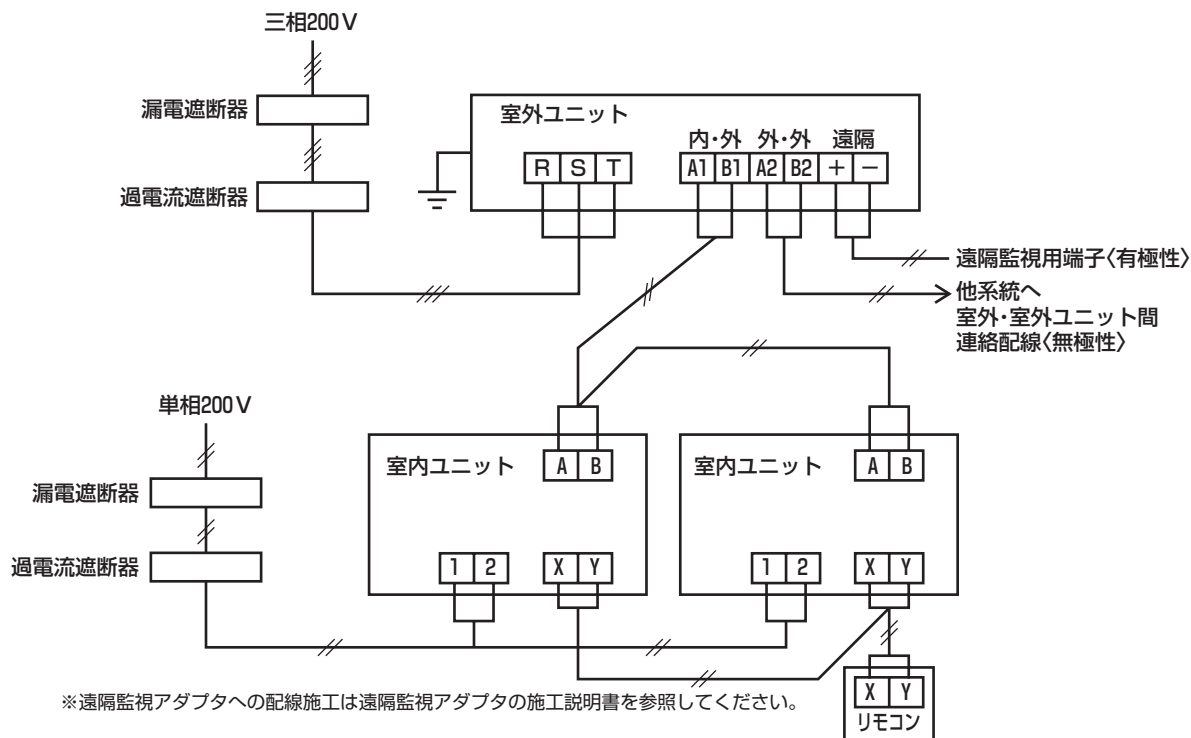 三相200V
漏電遮断器
過電流遮断器
室外ユニット
内・外 外・外 遠隔
R S T
A1 B1 A2 B2 + −
遠隔監視用端子〈有極性〉
他系統へ
室外・室外ユニット間
連絡配線〈無極性〉
単相200V
漏電遮断器
過電流遮断器
室内ユニット
A B
1 2
X Y
室内ユニット
A B
1 2
X Y
X Y
リモコン
※遠隔監視アダプタへの配線施工は遠隔監視アダプタの施工説明書を参照してください。